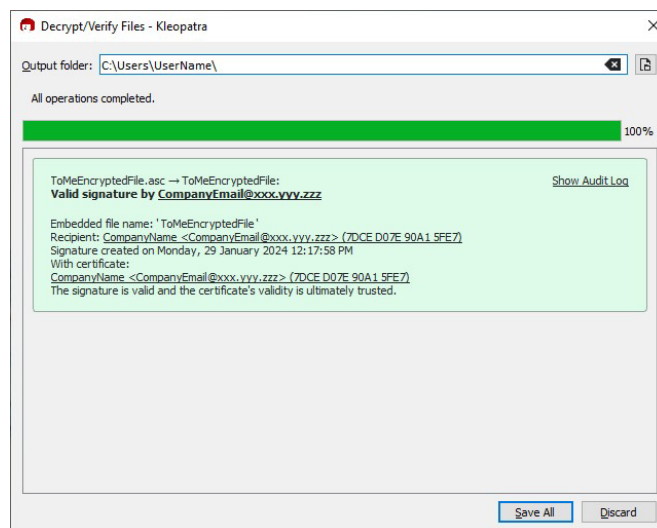 Decrypt/Verify Files - Kleopatra
Output folder: C:\Users\UserName\
All operations completed.
100%
ToMeEncryptedFile.asc → ToMeEncryptedFile: Show Audit Log
Valid signature by CompanyEmail@xxx.yyy.zzz
Embedded file name: 'ToMeEncryptedFile'
Recipient: CompanyName <CompanyEmail@xxx.yyy.zzz> (7DCE D07E 90A1 5FE7)
Signature created on Monday, 29 January 2024 12:17:58 PM
With certificate:
CompanyName <CompanyEmail@xxx.yyy.zzz> (7DCE D07E 90A1 5FE7)
The signature is valid and the certificate's validity is ultimately trusted.
Save All Discard